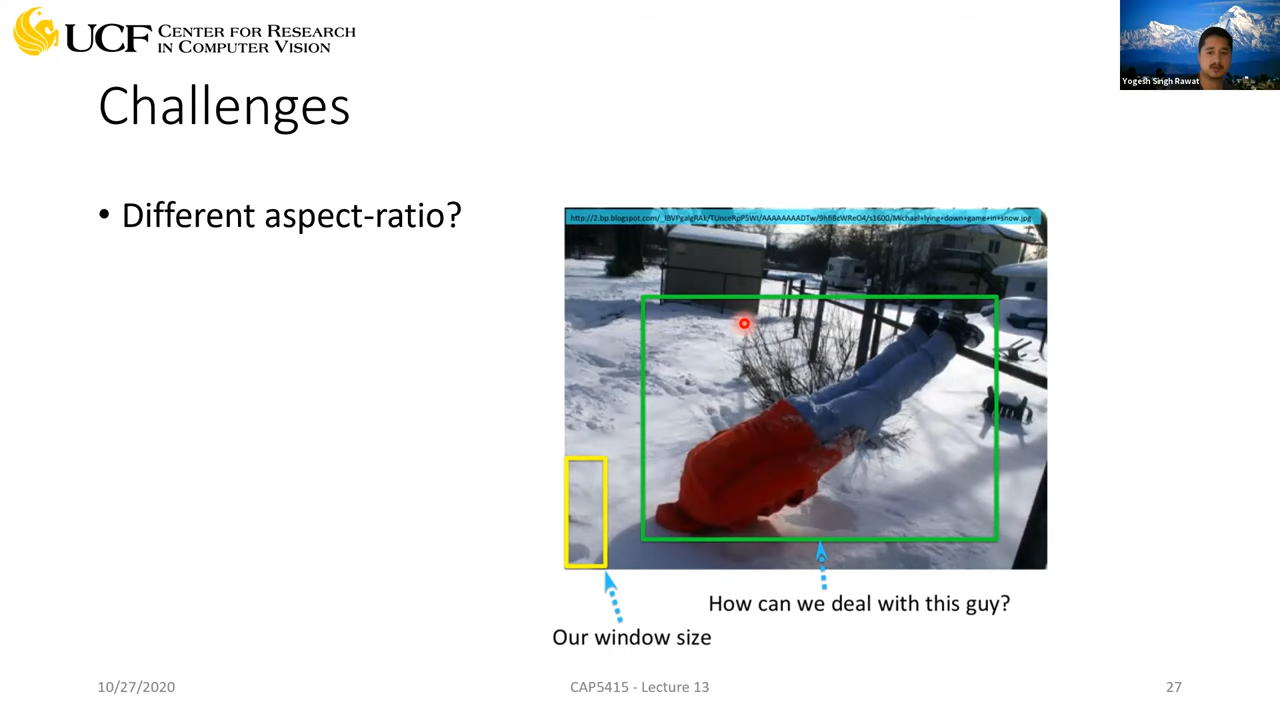 UCF CENTER FOR RESEARCH
IN COMPUTER VISION
Yogesh Singh Rawat
Challenges
• Different aspect-ratio?
How can we deal with this guy?
Our window size
10/27/2020
CAP5415 - Lecture 13
27